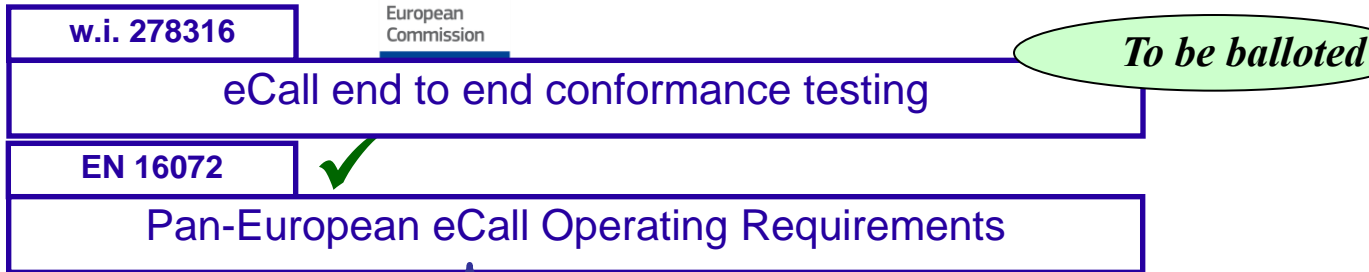 w.i. 278316
European
Commission
To be balloted
eCall end to end conformance testing
EN 16072
Pan-European eCall Operating Requirements